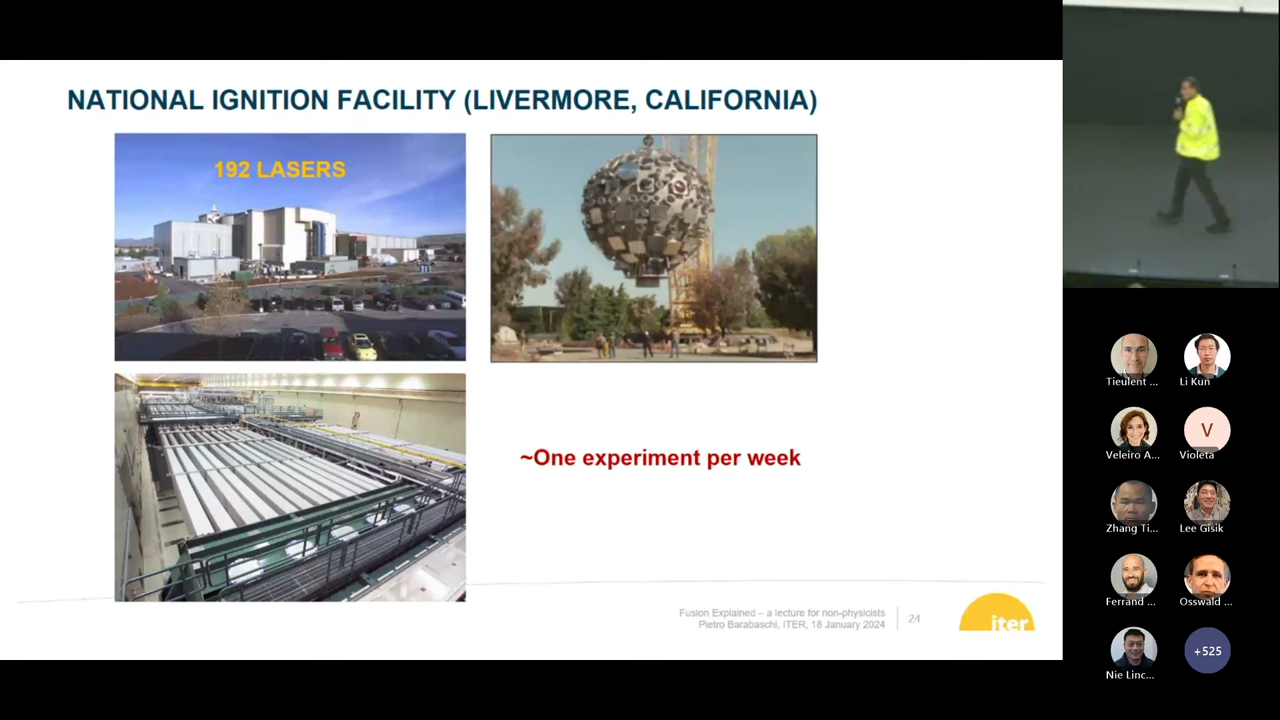 NATIONAL IGNITION FACILITY (LIVERMORE, CALIFORNIA)
192 LASERS
~One experiment per week
Fusion Explained – a lecture for non-physicists
Pietro Barabaschi, ITER, 18 January 2024
24
iter
Tieulent ...
Li Kun
Veleiro A...
V
Violeta
Zhang Ti...
Lee Gisik
Ferrand ...
Osswald ...
Nie Linc...
+525